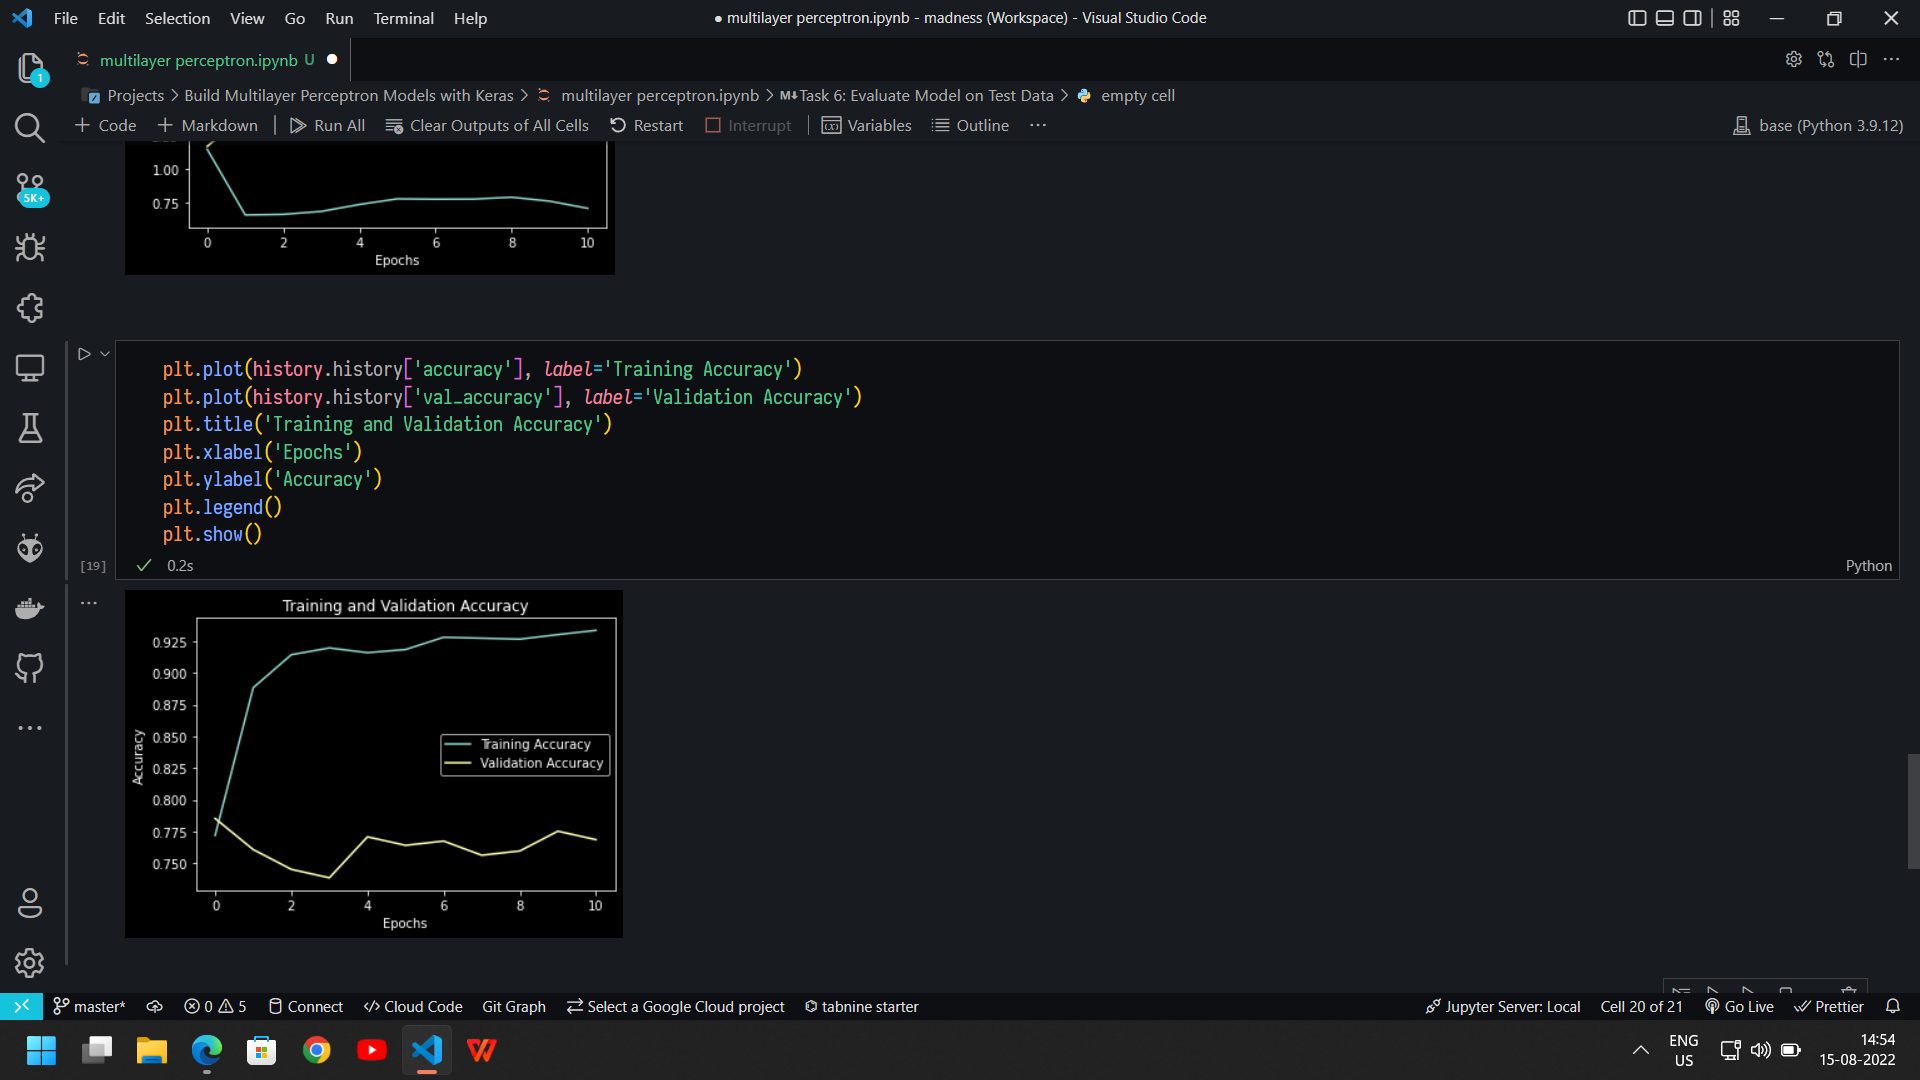 File Edit Selection View Go Run Terminal Help
● multilayer perceptron.ipynb - madness (Workspace) - Visual Studio Code
multilayer perceptron.ipynb U ●
1
Projects > Build Multilayer Perceptron Models with Keras > multilayer perceptron.ipynb > M↓Task 6: Evaluate Model on Test Data > empty cell
+ Code + Markdown Run All Clear Outputs of All Cells Restart Interrupt Variables Outline ···
base (Python 3.9.12)
5K+
1.00
0.75
0 2 4 6 8 10
Epochs
plt.plot(history.history['accuracy'], label='Training Accuracy')
plt.plot(history.history['val_accuracy'], label='Validation Accuracy')
plt.title('Training and Validation Accuracy')
plt.xlabel('Epochs')
plt.ylabel('Accuracy')
plt.legend()
plt.show()
[19] ✓ 0.2s
Python
Training and Validation Accuracy
0.925
0.900
0.875
0.850
0.825
0.800
0.775
0.750
Accuracy
Training Accuracy
Validation Accuracy
0 2 4 6 8 10
Epochs
master* 0 5 Connect </> Cloud Code Git Graph Select a Google Cloud project tabnine starter
Jupyter Server: Local Cell 20 of 21 Go Live Prettier
ENG
US
14:54
15-08-2022